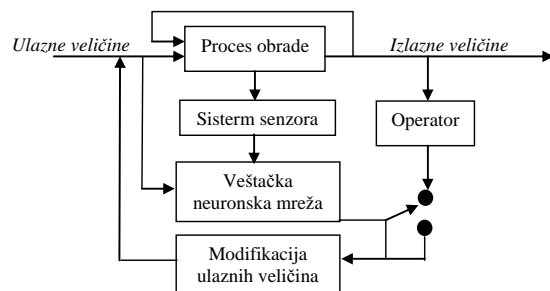 Ulazne veličine
Proces obrade
Izlazne veličine
Sisterm senzora
Operator
Veštačka
neuronska mreža
Modifikacija
ulaznih veličina